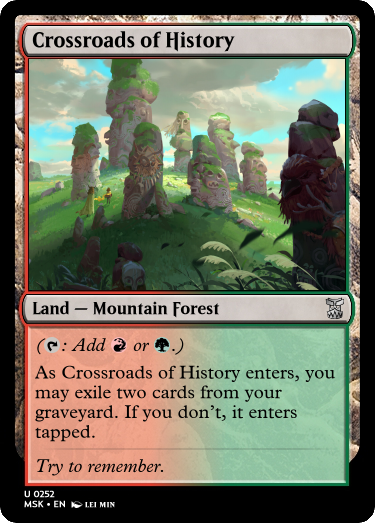 Crossroads of History
Land — Mountain Forest
(: Add or .)
As Crossroads of History enters, you
may exile two cards from your
graveyard. If you don't, it enters
tapped.
Try to remember.
U 0252
MSK • EN LEI MIN